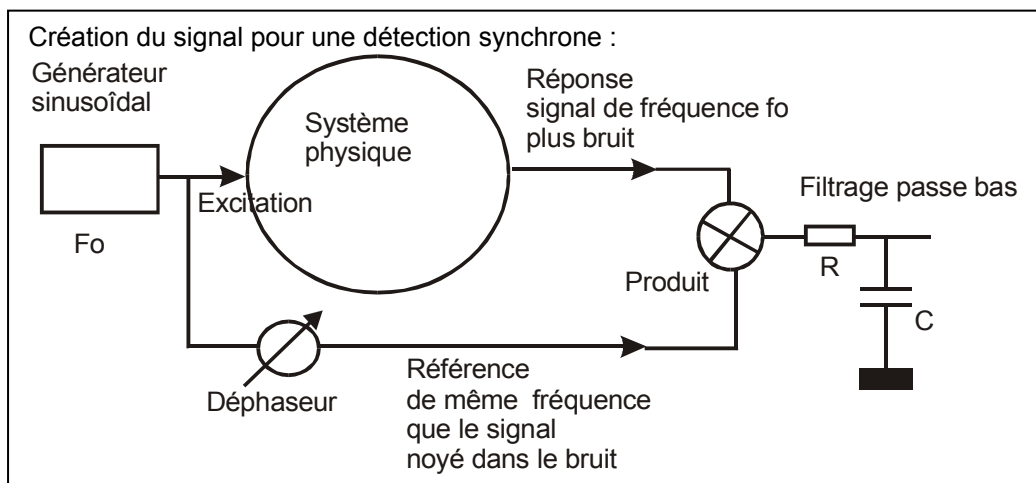 Création du signal pour une détection synchrone :
Générateur
sinusoîdal
Réponse
signal de fréquence fo
plus bruit
Système
physique
Filtrage passe bas
Excitation
Fo
R
Produit
C
Déphaseur
Référence
de même fréquence
que le signal
noyé dans le bruit